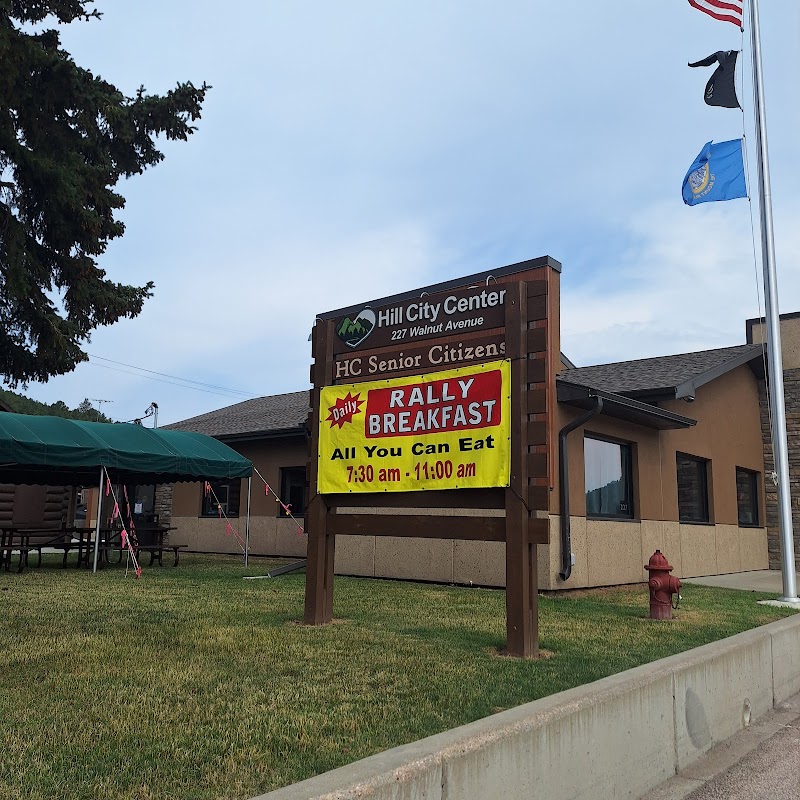 Hill City Center
227 Walnut Avenue
HC Senior Citizens
Daily
RALLY
BREAKFAST
All You Can Eat
7:30 am - 11:00 am
227